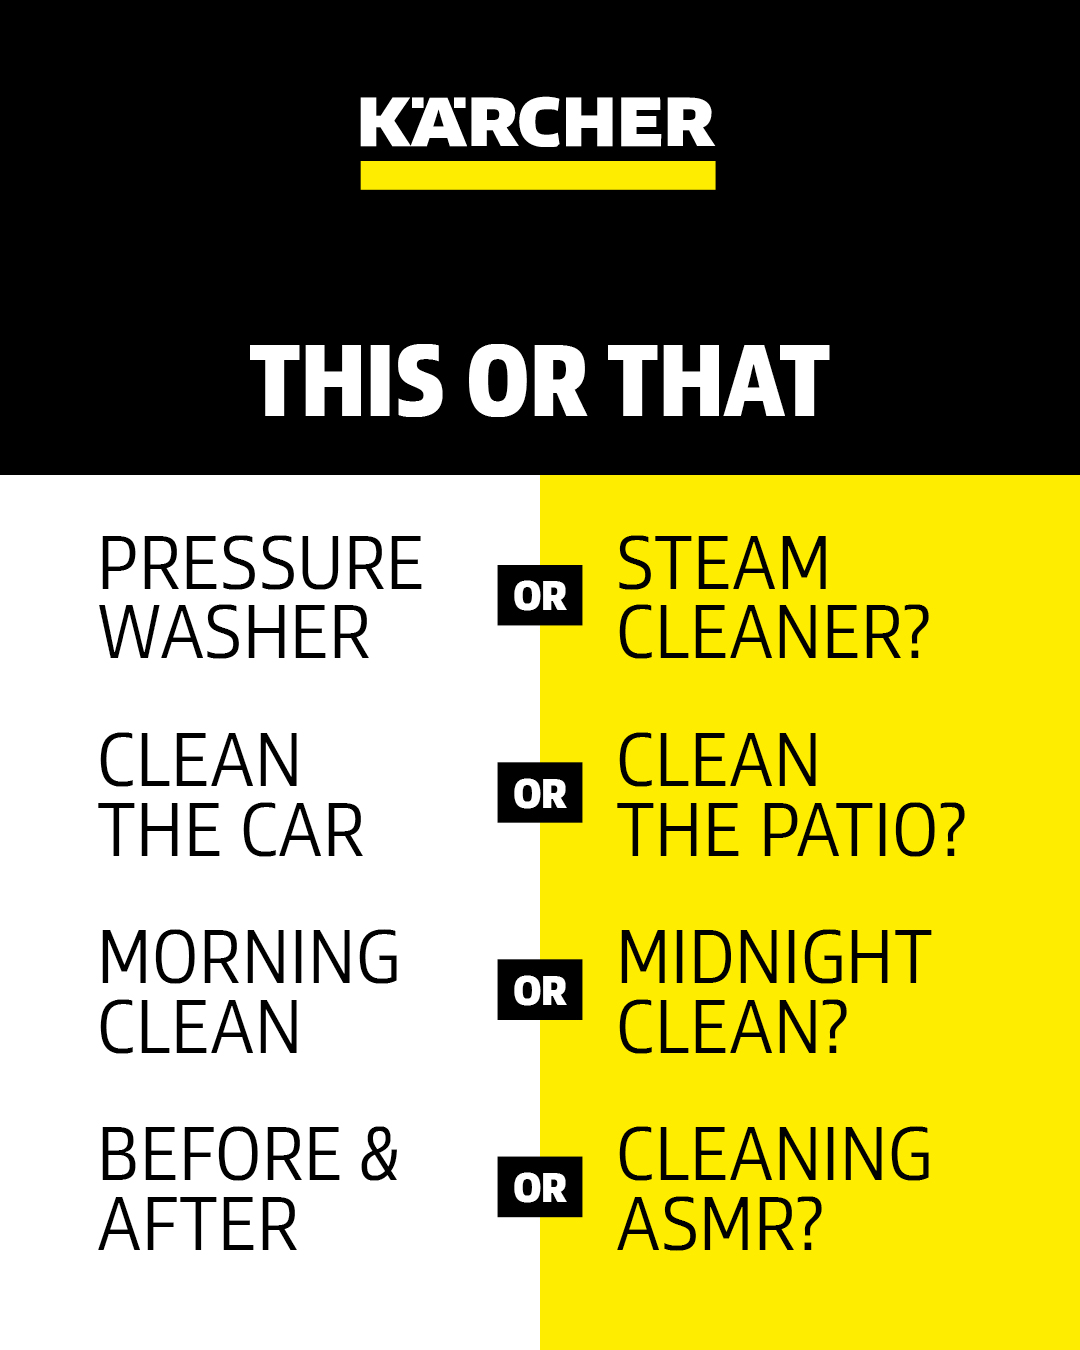 KÄRCHER
THIS OR THAT
PRESSURE
WASHER
OR
STEAM
CLEANER?
CLEAN
THE CAR
OR
CLEAN
THE PATIO?
MORNING
CLEAN
OR
MIDNIGHT
CLEAN?
BEFORE &
AFTER
OR
CLEANING
ASMR?